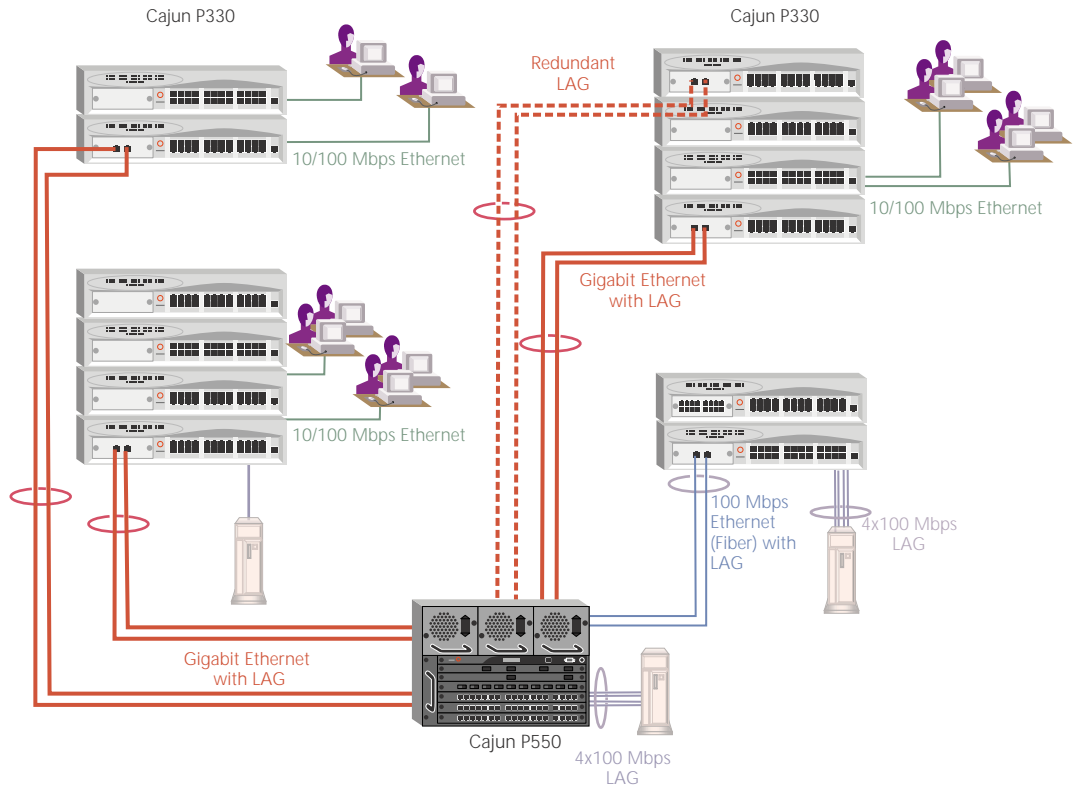 Cajun P330
Cajun P330
Redundant
LAG
10/100 Mbps Ethernet
10/100 Mbps Ethernet
Gigabit Ethernet
with LAG
10/100 Mbps Ethernet
100 Mbps
Ethernet
(Fiber) with
LAG
4x100 Mbps
LAG
Gigabit Ethernet
with LAG
Cajun P550
4x100 Mbps
LAG